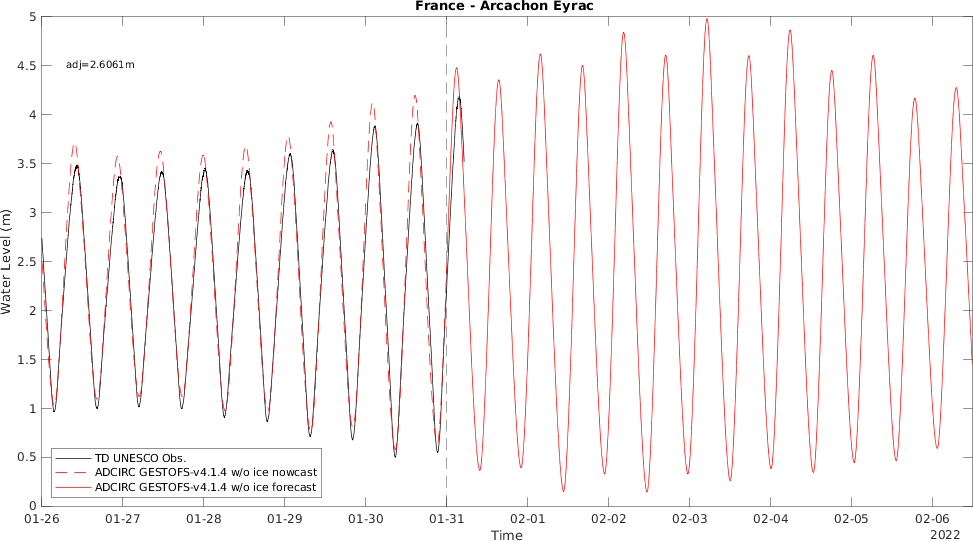 France - Arcachon Eyrac
5
4.5
4
3.5
3
2.5
2
1.5
1
0.5
0
Water Level (m)
adj=2.6061m
TD UNESCO Obs.
ADCIRC GESTOFS-v4.1.4 w/o ice nowcast
ADCIRC GESTOFS-v4.1.4 w/o ice forecast
01-26 01-27 01-28 01-29 01-30 01-31 02-01 02-02 02-03 02-04 02-05 02-06
Time
2022